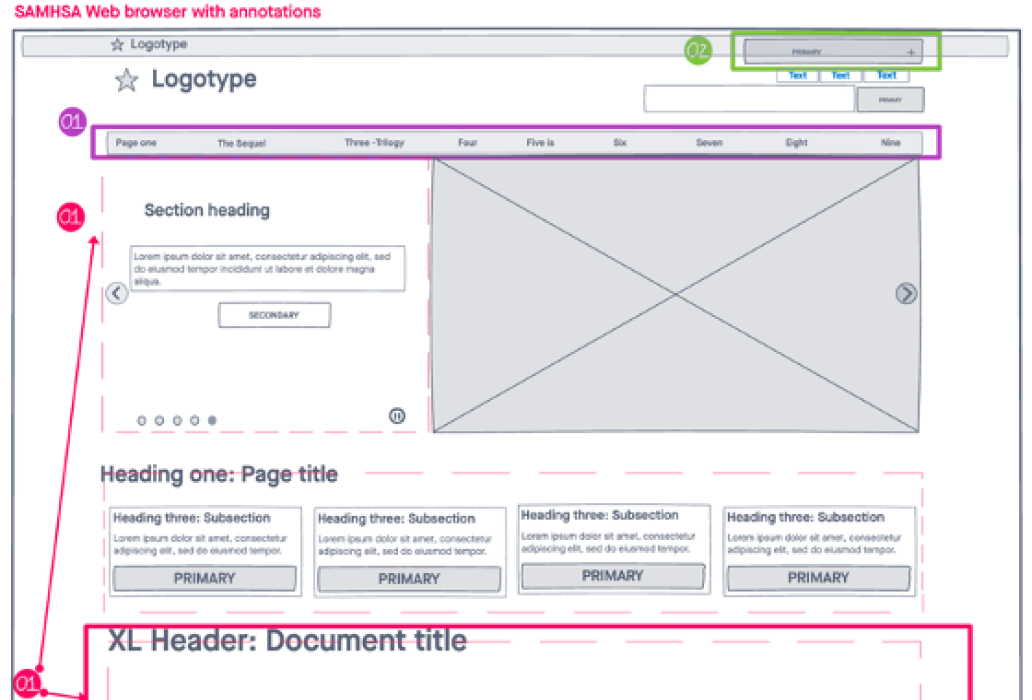 SAMHSA Web browser with annotations
Logotype
02
PRIMARY +
Logotype
Text Text Text
PRIMARY
01
Page one The Sequel Three -Trilogy Four Five is Six Seven Eight Nine
01
Section heading
Lorem ipsum dolor sit amet, consectetur adipiscing elit, sed
do eiusmod tempor incididunt ut labore et dolore magna
aliqua.
SECONDARY
Heading one: Page title
Heading three: Subsection
Lorem ipsum dolor sit amet, consectetur
adipiscing elit, sed do eiusmod tempor.
PRIMARY
Heading three: Subsection
Lorem ipsum dolor sit amet, consectetur
adipiscing elit, sed do eiusmod tempor.
PRIMARY
Heading three: Subsection
Lorem ipsum dolor sit amet, consectetur
adipiscing elit, sed do eiusmod tempor.
PRIMARY
Heading three: Subsection
Lorem ipsum dolor sit amet, consectetur
adipiscing elit, sed do eiusmod tempor.
PRIMARY
XL Header: Document title
01